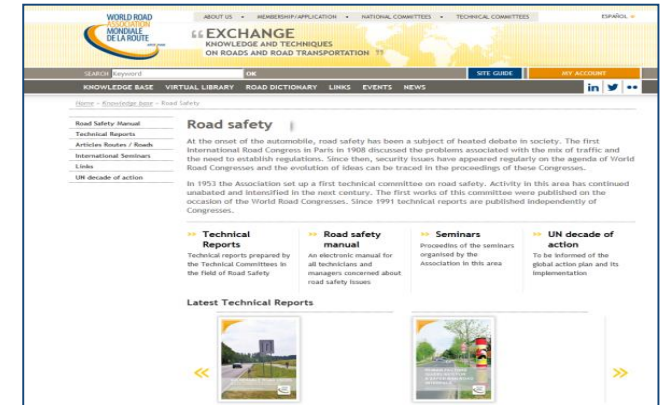 WORLD ROAD
ASSOCIATION
MONDIALE
DE LA ROUTE
ABOUT US • MEMBERSHIP/APPLICATION • NATIONAL COMMITTEES • TECHNICAL COMMITTEES
ESPAÑOL »
“ EXCHANGE
KNOWLEDGE AND TECHNIQUES
ON ROADS AND ROAD TRANSPORTATION ”
SEARCH Keyword OK SITE GUIDE MY ACCOUNT
KNOWLEDGE BASE VIRTUAL LIBRARY ROAD DICTIONARY LINKS EVENTS NEWS in
Home - Knowledge base - Road Safety
Road Safety Manual
Technical Reports
Articles Routes / Roads
International Seminars
Links
UN decade of action
Road safety
At the onset of the automobile, road safety has been a subject of heated debate in society. The first
International Road Congress in Paris in 1908 discussed the problems associated with the mix of traffic and
the need to establish regulations. Since then, security issues have appeared regularly on the agenda of World
Road Congresses and the evolution of ideas can be traced in the proceedings of these Congresses.
In 1953 the Association set up a first technical committee on road safety. Activity in this area has continued
unabated and intensified in the next century. The first works of this committee were published on the
occasion of the World Road Congresses. Since 1991 technical reports are published independently of
Congresses.
» Technical
Reports
Technical reports prepared by
the Technical Committees in
the field of Road Safety
» Road safety
manual
An electronic manual for
all technicians and
managers concerned about
road safety issues
» Seminars
Proceedins of the seminars
organised by the
Association in this area
» UN decade of
action
To be informed of the
global action plan and its
implementation
Latest Technical Reports
« »